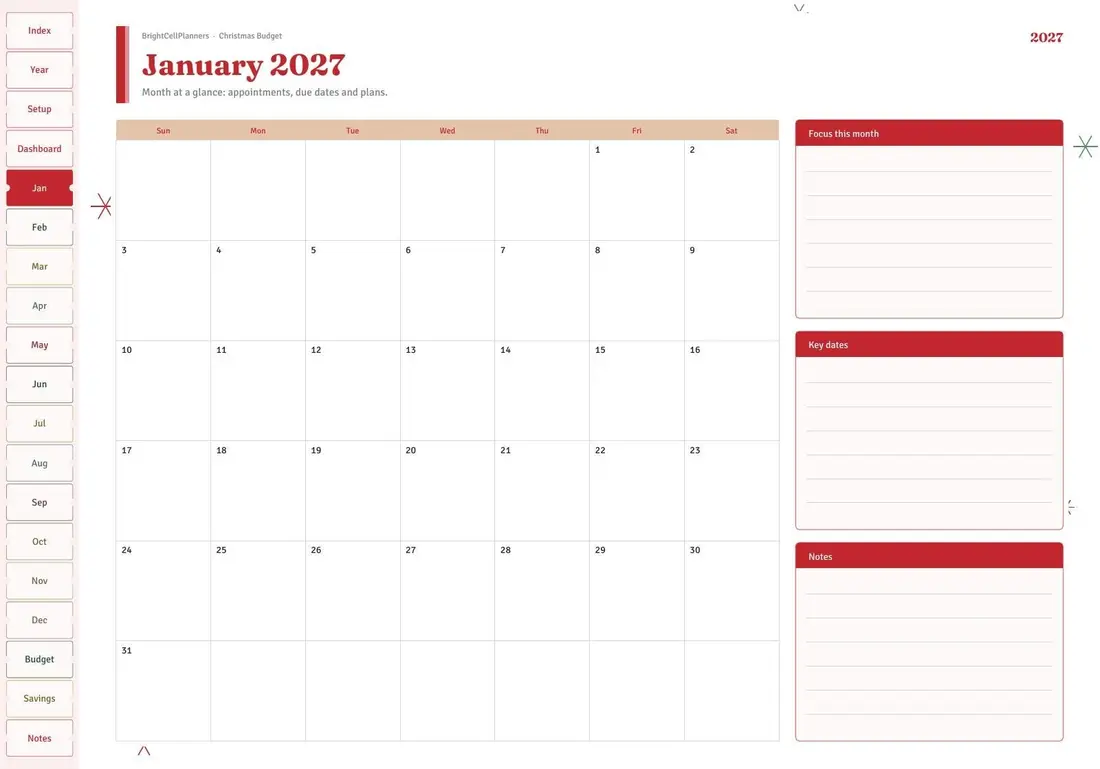 Index
Year
Setup
Dashboard
Jan
Feb
Mar
Apr
May
Jun
Jul
Aug
Sep
Oct
Nov
Dec
Budget
Savings
Notes
BrightCellPlanners · Christmas Budget
2027
January 2027
Month at a glance: appointments, due dates and plans.
Sun Mon Tue Wed Thu Fri Sat
1 2
3 4 5 6 7 8 9
10 11 12 13 14 15 16
17 18 19 20 21 22 23
24 25 26 27 28 29 30
31
Focus this month
Key dates
Notes